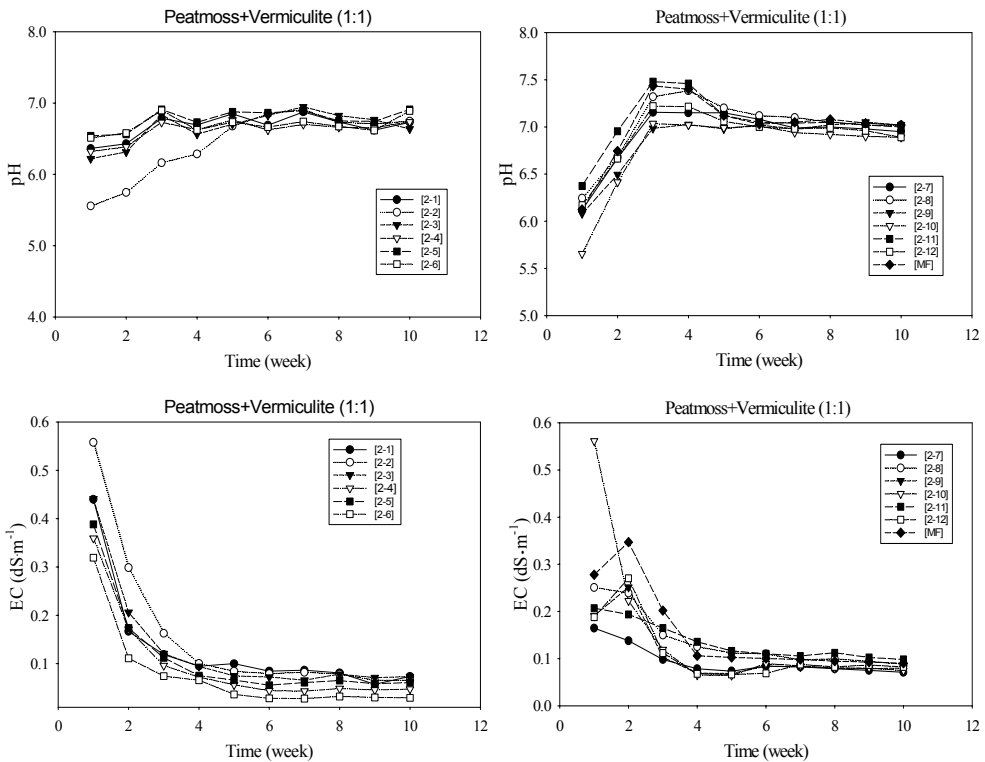 Peatmoss+Vermiculite (1:1)
8.0
7.0
6.0
5.0
4.0
pH
0 2 4 6 8 10 12
Time (week)
[2-1]
[2-2]
[2-3]
[2-4]
[2-5]
[2-6]
Peatmoss+Vermiculite (1:1)
8.0
7.5
7.0
6.5
6.0
5.5
5.0
pH
0 2 4 6 8 10 12
Time (week)
[2-7]
[2-8]
[2-9]
[2-10]
[2-11]
[2-12]
[MF]
Peatmoss+Vermiculite (1:1)
0.6
0.5
0.4
0.3
0.2
0.1
EC (dS·m⁻¹)
0 2 4 6 8 10 12
Time (week)
[2-1]
[2-2]
[2-3]
[2-4]
[2-5]
[2-6]
Peatmoss+Vermiculite (1:1)
0.6
0.5
0.4
0.3
0.2
0.1
0.0
EC (dS·m⁻¹)
0 2 4 6 8 10 12
Time (week)
[2-7]
[2-8]
[2-9]
[2-10]
[2-11]
[2-12]
[MF]